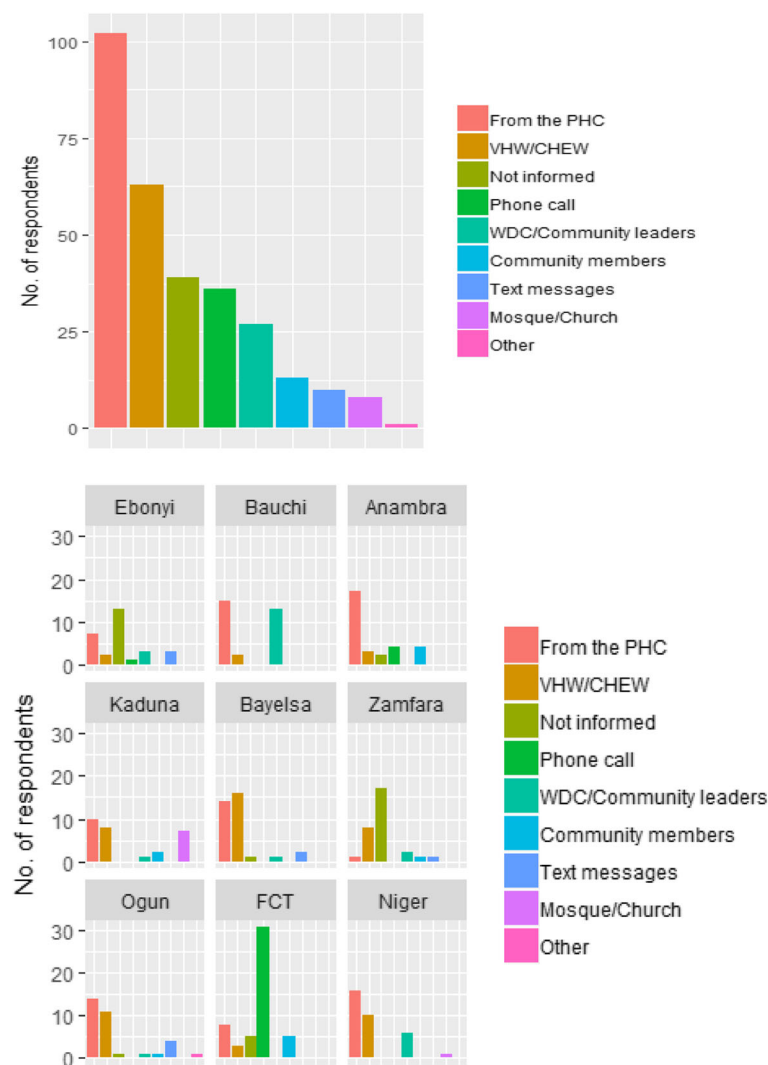 No. of respondents
100
75
50
25
0
From the PHC
VHW/CHEW
Not informed
Phone call
WDC/Community leaders
Community members
Text messages
Mosque/Church
Other
No. of respondents
Ebonyi Bauchi Anambra
30
20
10
0
Kaduna Bayelsa Zamfara
30
20
10
0
Ogun FCT Niger
30
20
10
0
From the PHC
VHW/CHEW
Not informed
Phone call
WDC/Community leaders
Community members
Text messages
Mosque/Church
Other